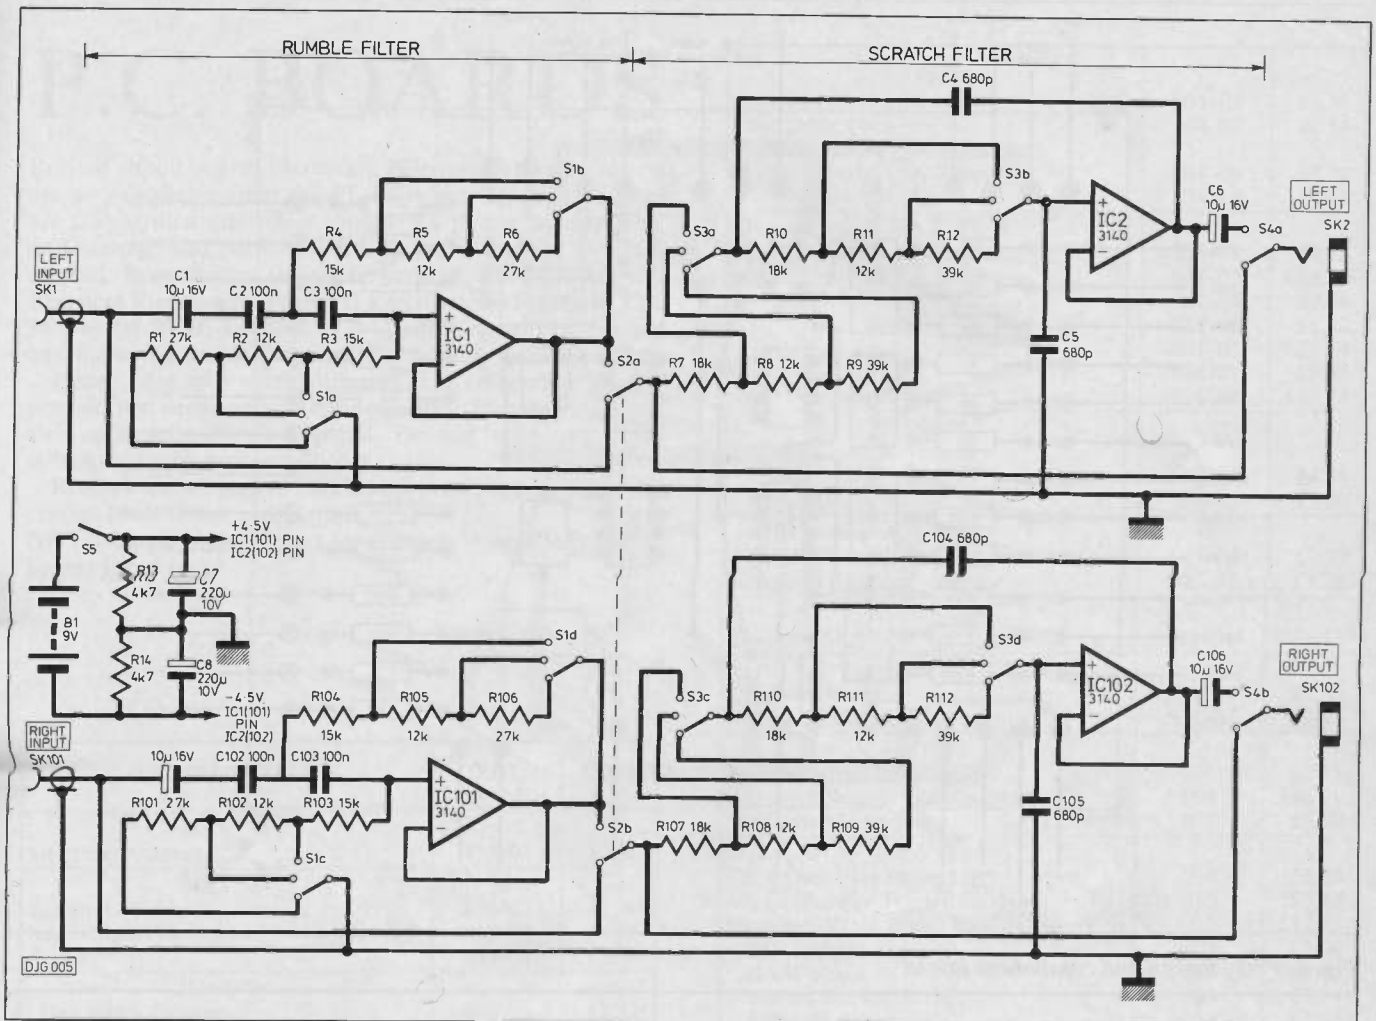 RUMBLE FILTER
SCRATCH FILTER
C4 680p
S1b
S3b
R4
15k
R5
12k
R6
27k
S3a
R10
18k
R11
12k
R12
39k
+
IC2
3140
−
C6
10µ 16V
S4a
LEFT
OUTPUT
SK2
LEFT
INPUT
SK1
C1
10µ 16V
C2 100n
C3 100n
R1 27k
R2 12k
R3 15k
+
IC1
3140
−
S1a
S2a
R7 18k
R8 12k
R9 39k
C5
680p
S5
+4·5V
IC1(101) PIN
IC2(102) PIN
R13
4k7
C7
220µ
10V
B1
9V
R14
4k7
C8
220µ
10V
−4·5V
IC1(101)
PIN
IC2(102)
C104 680p
S1d
S3d
R104
15k
R105
12k
R106
27k
S3c
R110
18k
R111
12k
R112
39k
+
IC102
3140
−
C106
10µ 16V
S4b
RIGHT
OUTPUT
SK102
RIGHT
INPUT
SK101
10µ 16V
C102 100n
C103 100n
R101 27k
R102 12k
R103 15k
+
IC101
3140
−
S1c
S2b
R107 18k
R108 12k
R109 39k
C105
680p
DJG 005